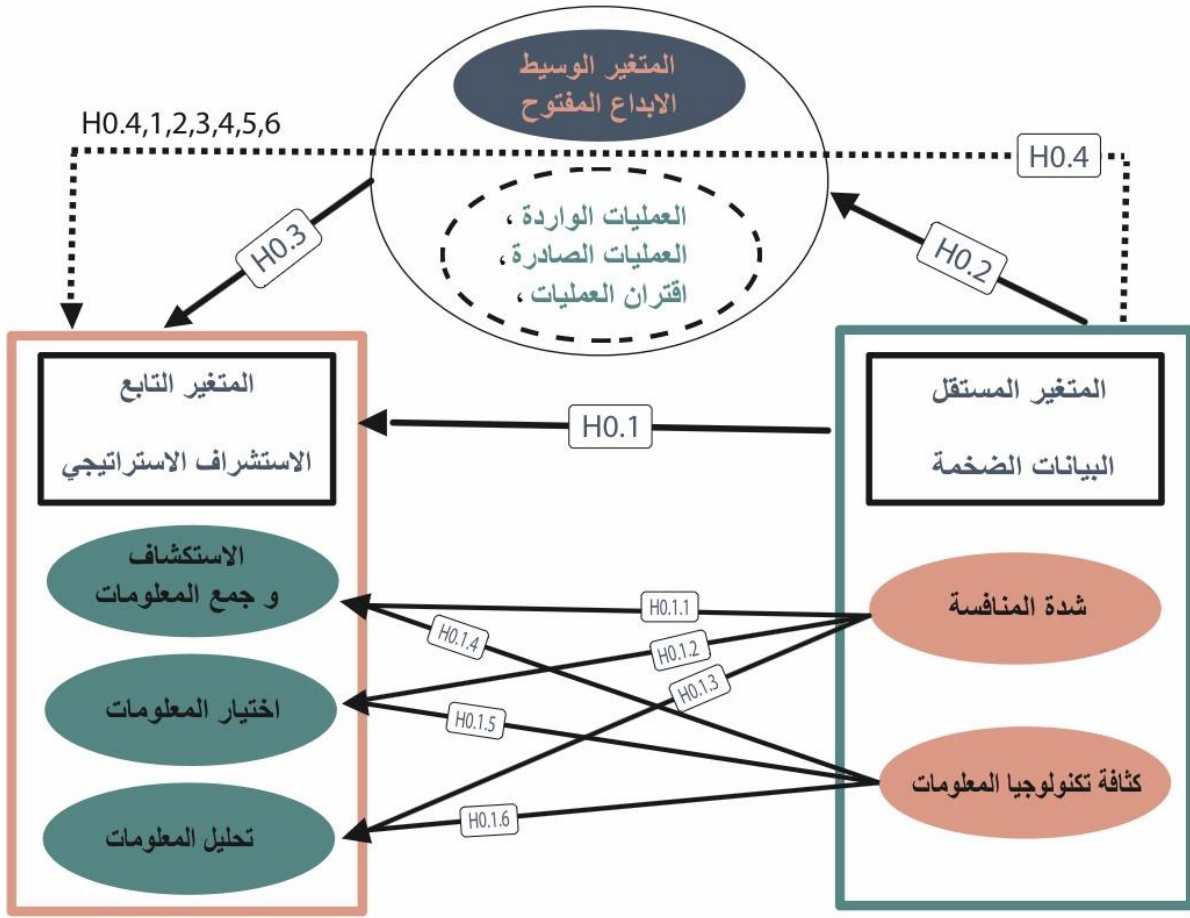 المتغير الوسيط
الابداع المفتوح
H0.4,1,2,3,4,5,6
H0.4
العمليات الواردة ،
العمليات الصادرة ،
اقتران العمليات ،
H0.2
H0.3
المتغير المستقل
البيانات الضخمة
H0.1
المتغير التابع
الاستشراف الاستراتيجي
شدة المنافسة
كثافة تكنولوجيا المعلومات
H0.1.1
H0.1.2
H0.1.3
H0.1.4
H0.1.5
H0.1.6
الاستكشاف
و جمع المعلومات
اختيار المعلومات
تحليل المعلومات